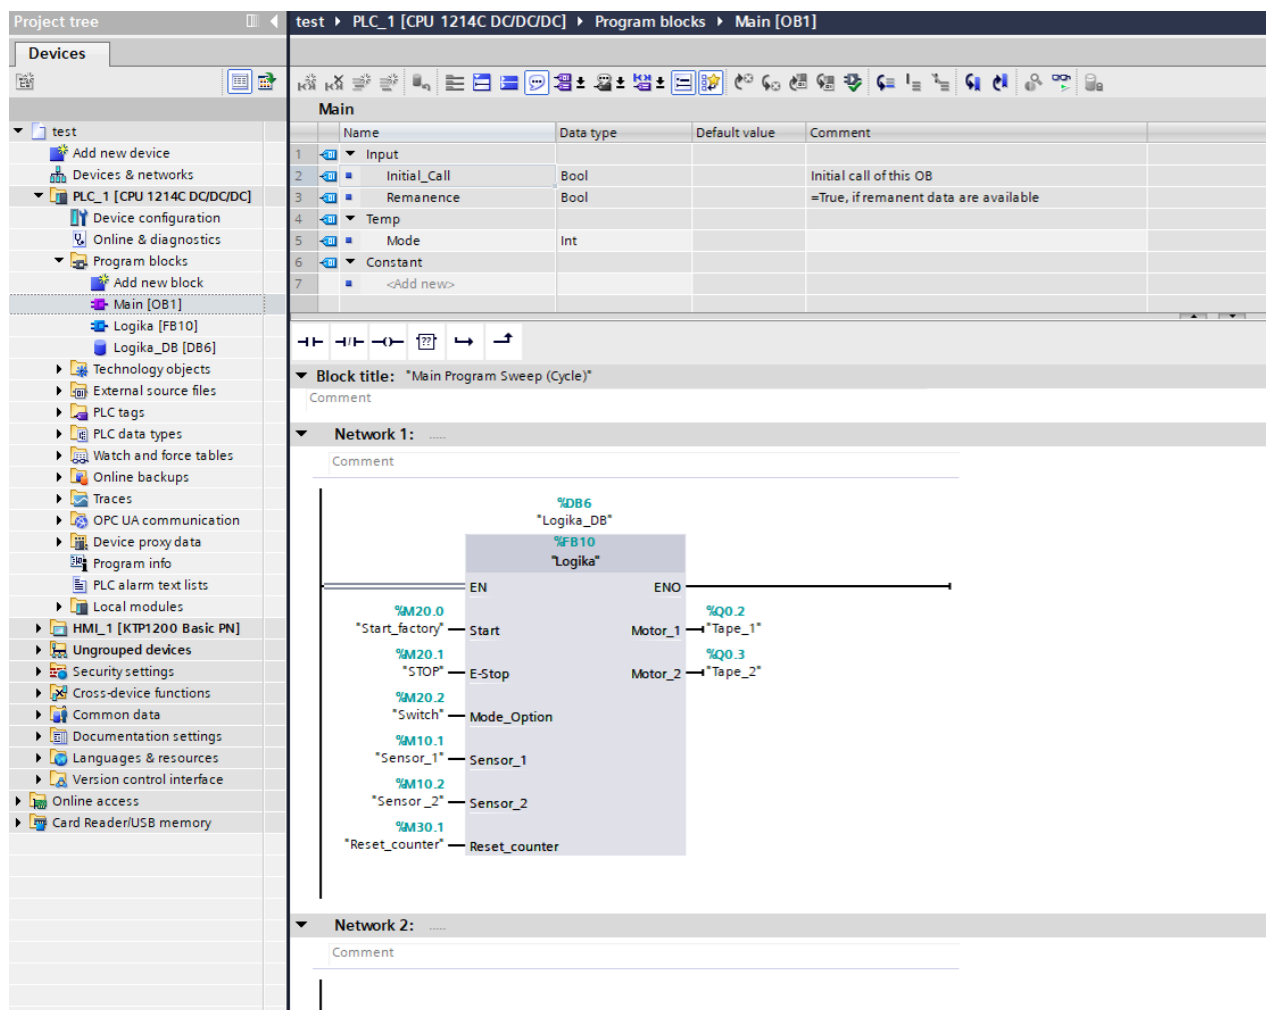 Project tree
test ▸ PLC_1 [CPU 1214C DC/DC/DC] ▸ Program blocks ▸ Main [OB1]
Devices
Main
Name Data type Default value Comment
1 Input
2 Initial_Call Bool Initial call of this OB
3 Remanence Bool =True, if remanent data are available
4 Temp
5 Mode Int
6 Constant
7 <Add new>
test
Add new device
Devices & networks
PLC_1 [CPU 1214C DC/DC/DC]
Device configuration
Online & diagnostics
Program blocks
Add new block
Main [OB1]
Logika [FB10]
Logika_DB [DB6]
Technology objects
External source files
PLC tags
PLC data types
Watch and force tables
Online backups
Traces
OPC UA communication
Device proxy data
Program info
PLC alarm text lists
Local modules
HMI_1 [KTP1200 Basic PN]
Ungrouped devices
Security settings
Cross-device functions
Common data
Documentation settings
Languages & resources
Version control interface
Online access
Card Reader/USB memory
??
Block title: "Main Program Sweep (Cycle)"
Comment
Network 1: .....
Comment
%DB6
"Logika_DB"
%FB10
"Logika"
EN ENO
%M20.0 %Q0.2
"Start_factory" Start Motor_1 "Tape_1"
%M20.1 %Q0.3
"STOP" E-Stop Motor_2 "Tape_2"
%M20.2
"Switch" Mode_Option
%M10.1
"Sensor_1" Sensor_1
%M10.2
"Sensor _2" Sensor_2
%M30.1
"Reset_counter" Reset_counter
Network 2: .....
Comment